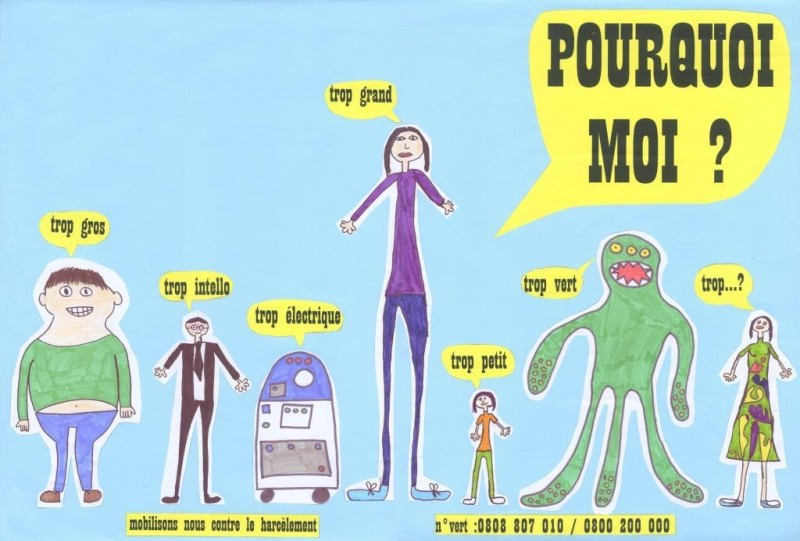 POURQUOI
MOI ?
trop grand
trop gros
trop intello
trop électrique
trop petit
trop vert
trop...?
mobilisons nous contre le harcèlement
n°vert :0808 807 010 / 0800 200 000